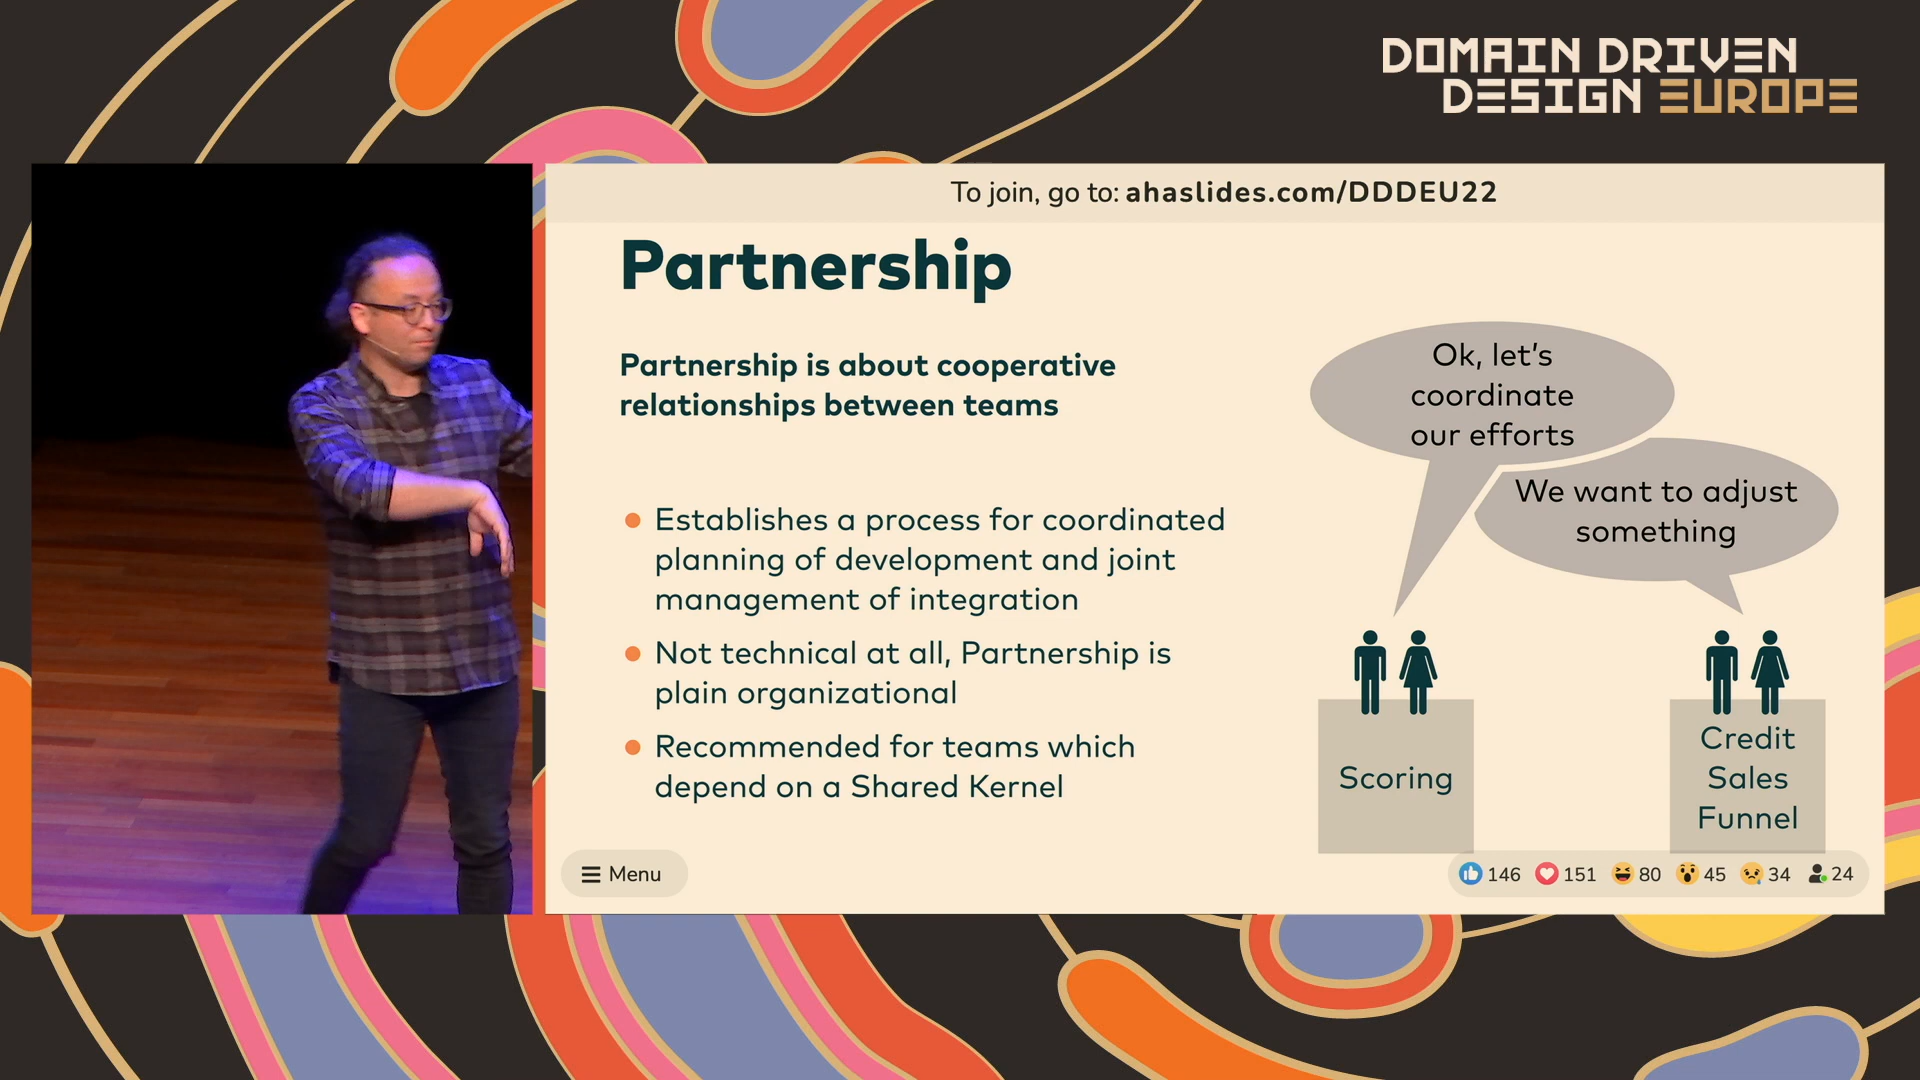 DOMAIN DRIVEN
DESIGN EUROPE
To join, go to: ahaslides.com/DDDEU22
Partnership
Partnership is about cooperative
relationships between teams
Establishes a process for coordinated
planning of development and joint
management of integration
Not technical at all, Partnership is
plain organizational
Recommended for teams which
depend on a Shared Kernel
Ok, let's
coordinate
our efforts
We want to adjust
something
Scoring
Credit
Sales
Funnel
Menu
146 151 80 45 34 24